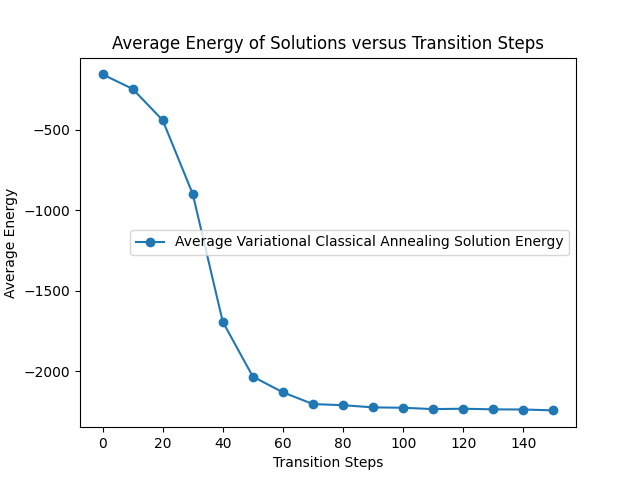 Average Energy of Solutions versus Transition Steps
Average Energy
−500
−1000
−1500
−2000
Average Variational Classical Annealing Solution Energy
0 20 40 60 80 100 120 140
Transition Steps